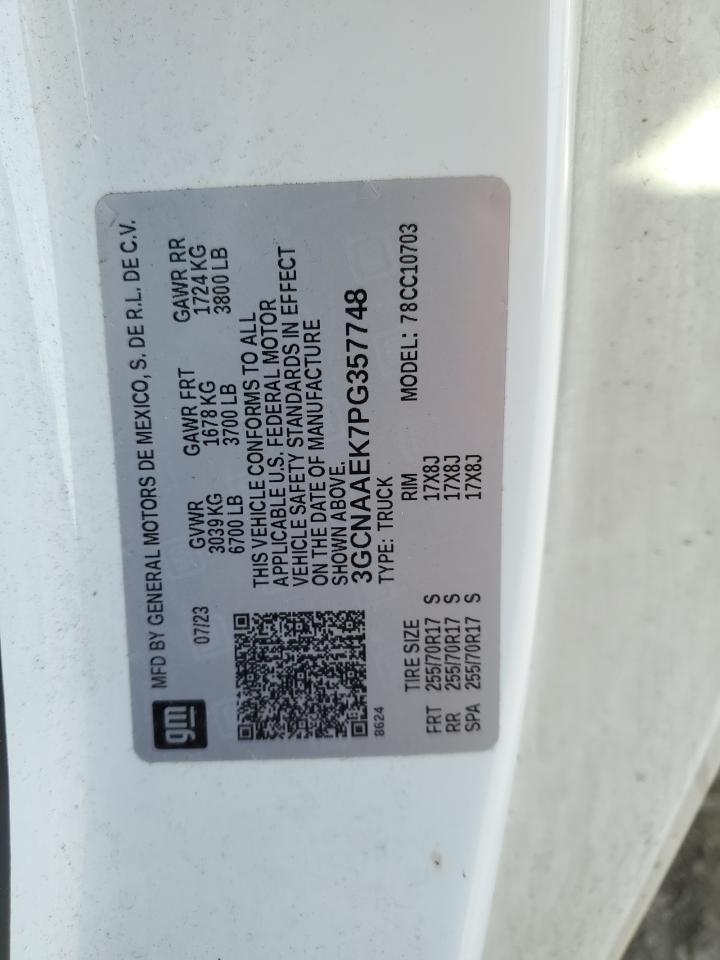 gm
MFD BY GENERAL MOTORS DE MEXICO, S. DE R.L. DE C.V.
07/23 GVWR GAWR FRT GAWR RR
3039 KG 1678 KG 1724 KG
6700 LB 3700 LB 3800 LB
THIS VEHICLE CONFORMS TO ALL
APPLICABLE U.S. FEDERAL MOTOR
VEHICLE SAFETY STANDARDS IN EFFECT
ON THE DATE OF MANUFACTURE
SHOWN ABOVE.
3GCNAAEK7PG357748
8624 TYPE: TRUCK
TIRE SIZE RIM MODEL: 78CC10703
FRT 255/70R17 S 17X8J
RR 255/70R17 S 17X8J
SPA 255/70R17 S 17X8J